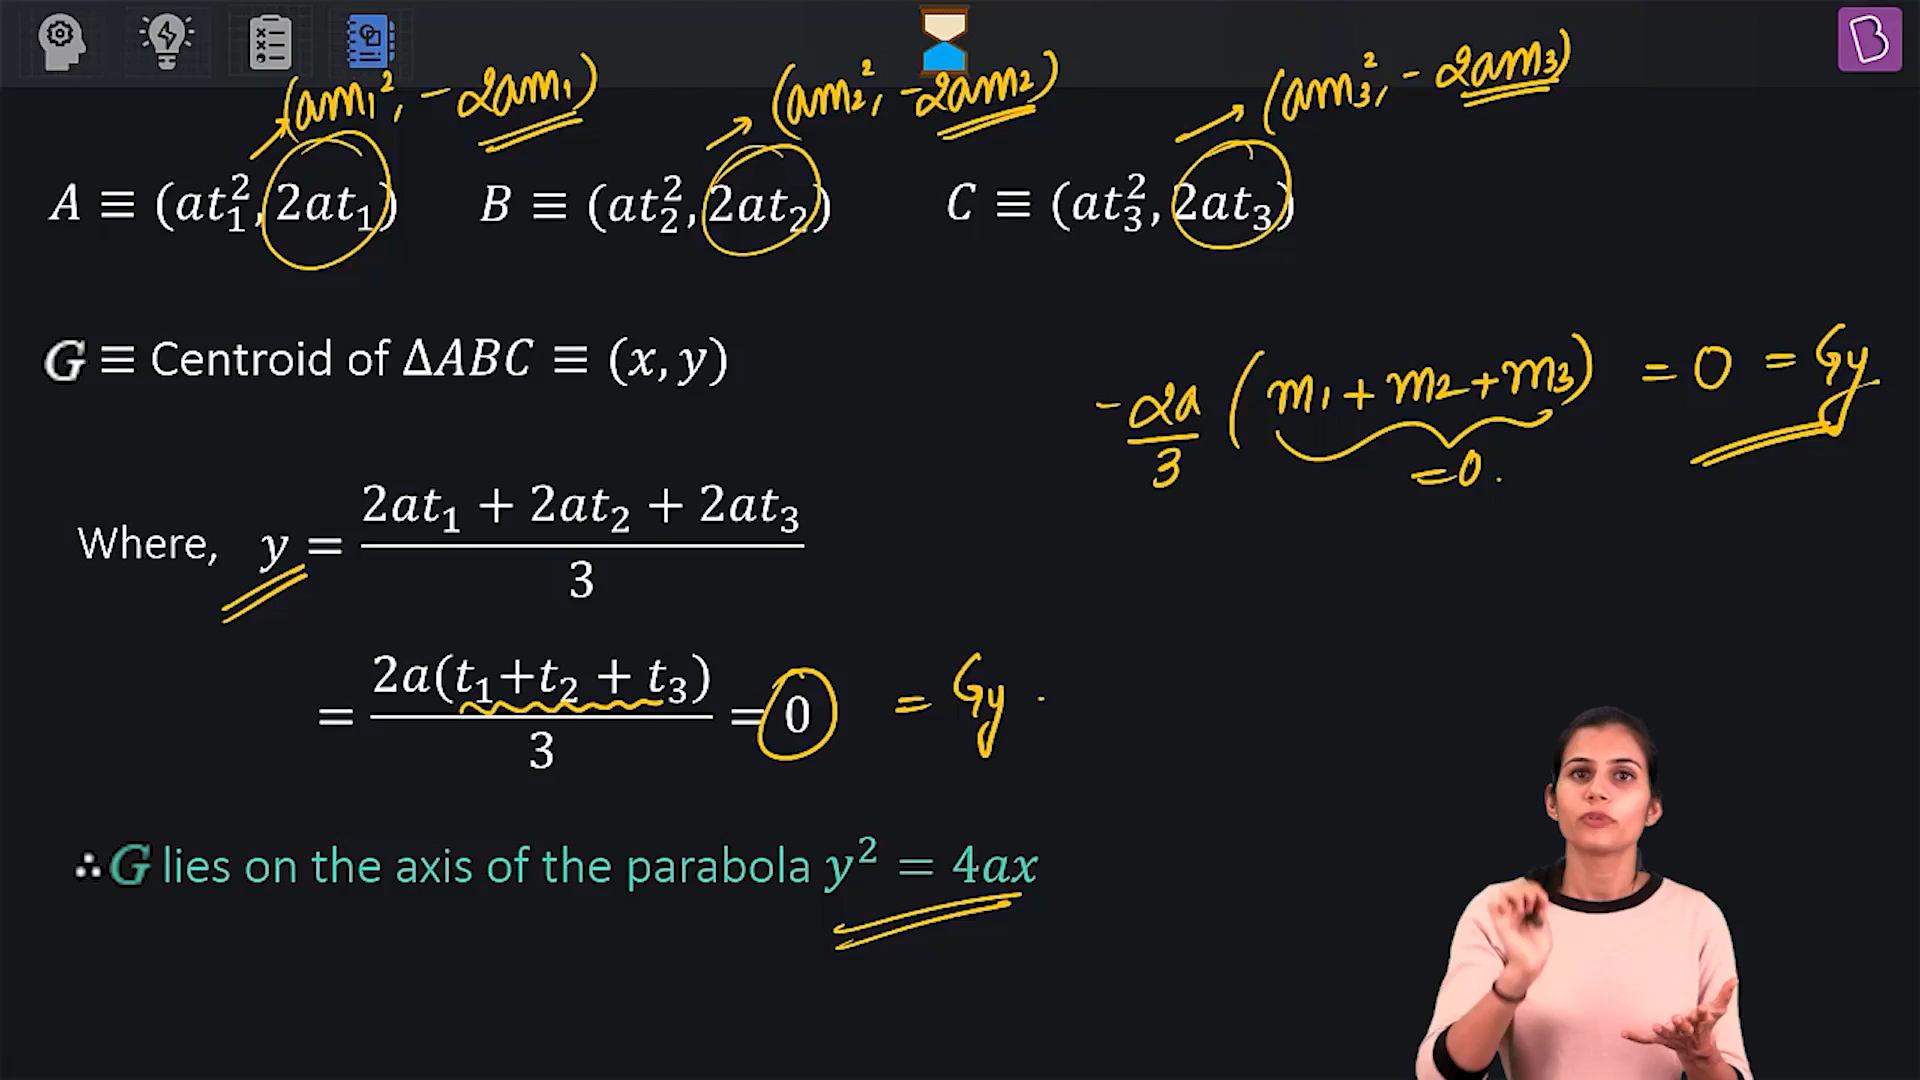 (am₁², -2am₁) (am₂², -2am₂) (am₃², -2am₃)
A ≡ (at₁², 2at₁) B ≡ (at₂², 2at₂) C ≡ (at₃², 2at₃)
G ≡ Centroid of ΔABC ≡ (x, y)
-2a/3 (m₁ + m₂ + m₃) = 0 = Gy
=0.
Where, y = (2at₁ + 2at₂ + 2at₃)/3
= 2a(t₁+t₂ + t₃)/3 = 0 = Gy.
∴ G lies on the axis of the parabola y² = 4ax